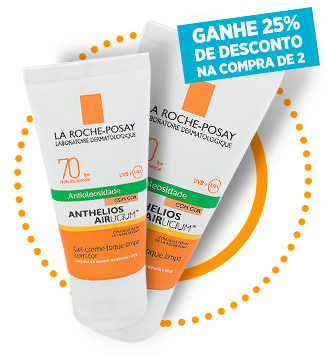 GANHE 25%
DE DESCONTO
NA COMPRA DE 2
LA ROCHE-POSAY
LABORATOIRE DERMATOLOGIQUE
70 fps
UVB + UVA
Antioleosidade
COM COR
ANTHELIOS
AIRLICIUM
Gel-creme toque limpo
com cor
LA ROCHE-POSAY
LABORATOIRE DERMATOLOGIQUE
UVB + UVA
Antioleosidade
COM COR
ANTHELIOS
AIRLICIUM